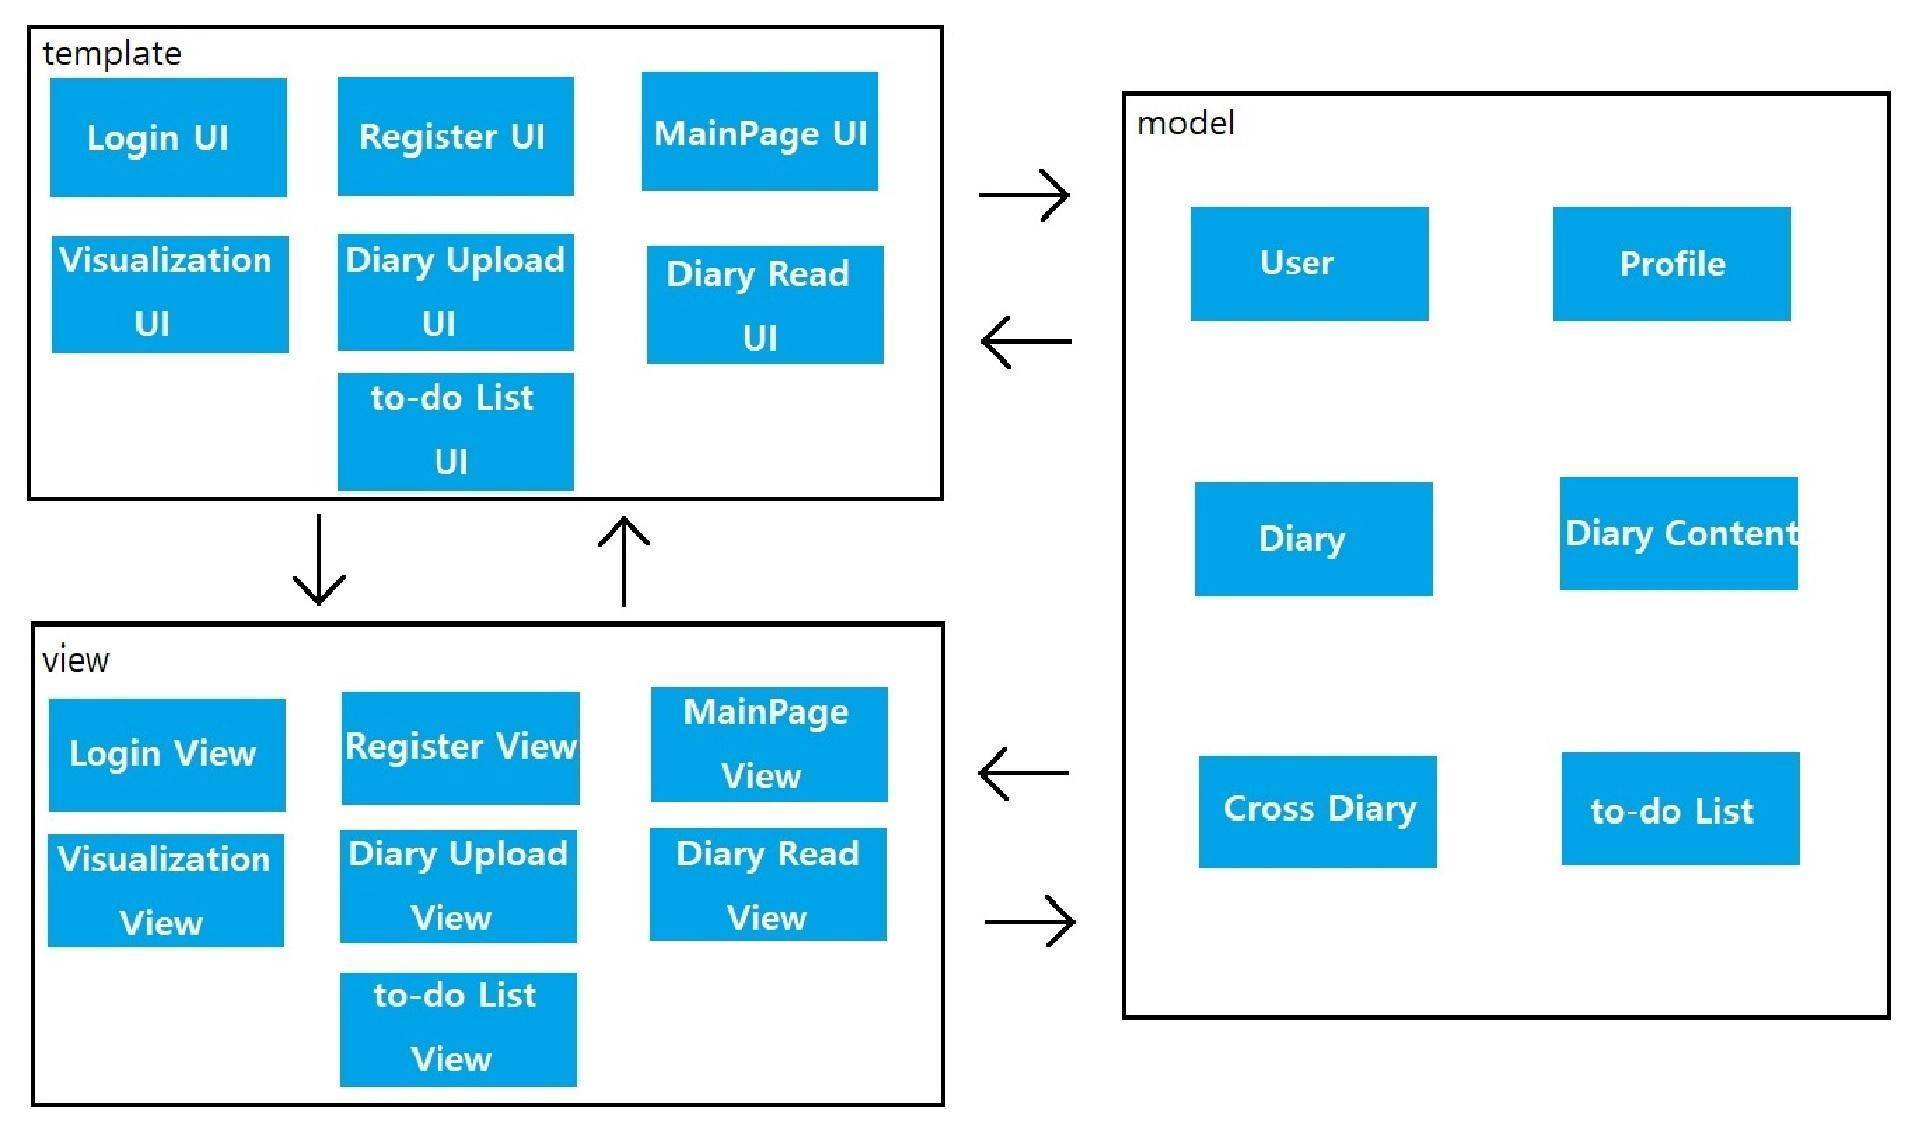 template
Login UI
Register UI
MainPage UI
Visualization
UI
Diary Upload
UI
Diary Read
UI
to-do List
UI
view
Login View
Register View
MainPage
View
Visualization
View
Diary Upload
View
Diary Read
View
to-do List
View
model
User
Profile
Diary
Diary Content
Cross Diary
to-do List